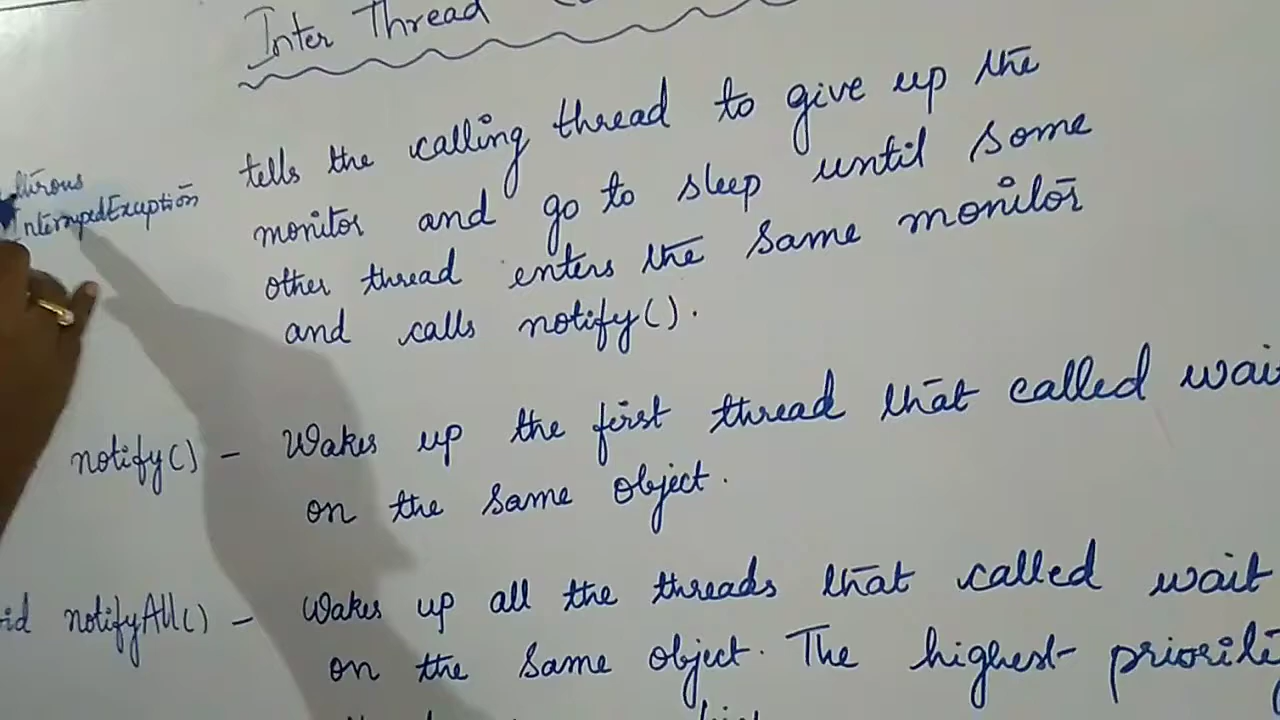 Inter Thread
tells the calling thread to give up the
throws
InterrupedException monitor and go to sleep until some
other thread enters the same monitor
and calls notify().
notify() - Wakes up the first thread that called wai
on the same object.
id notifyAll() - Wakes up all the threads that called wait
on the same object. The highest priorit